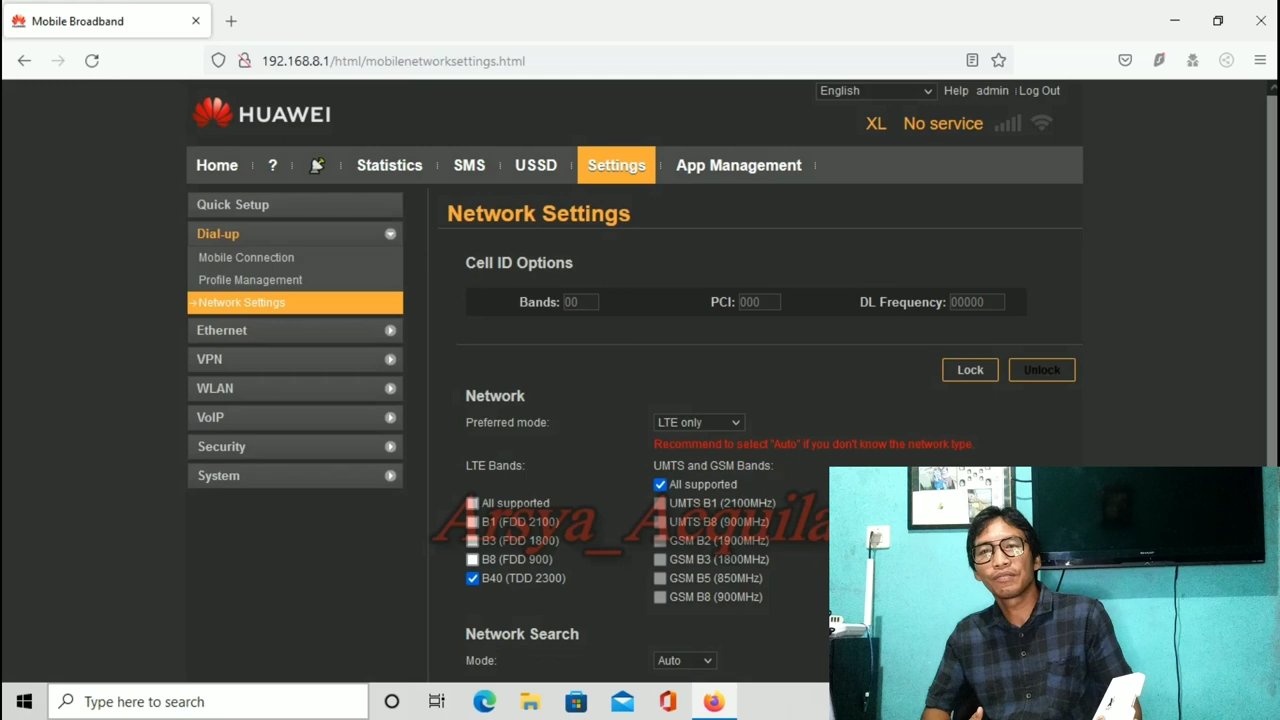 Mobile Broadband
192.168.8.1/html/mobilenetworksettings.html
English
Help admin Log Out
HUAWEI
XL No service
Home ? Statistics SMS USSD Settings App Management
Quick Setup
Dial-up
Mobile Connection
Profile Management
Network Settings
Ethernet
VPN
WLAN
VoIP
Security
System
Network Settings
Cell ID Options
Bands: 00 PCI: 000 DL Frequency: 00000
Lock Unlock
Network
Preferred mode: LTE only
Recommend to select "Auto" if you don't know the network type.
LTE Bands:
All supported
B1 (FDD 2100)
B3 (FDD 1800)
B8 (FDD 900)
B40 (TDD 2300)
UMTS and GSM Bands:
All supported
UMTS B1 (2100MHz)
UMTS B8 (900MHz)
GSM B2 (1900MHz)
GSM B3 (1800MHz)
GSM B5 (850MHz)
GSM B8 (900MHz)
Arsya_Acquila
Network Search
Mode: Auto
Type here to search